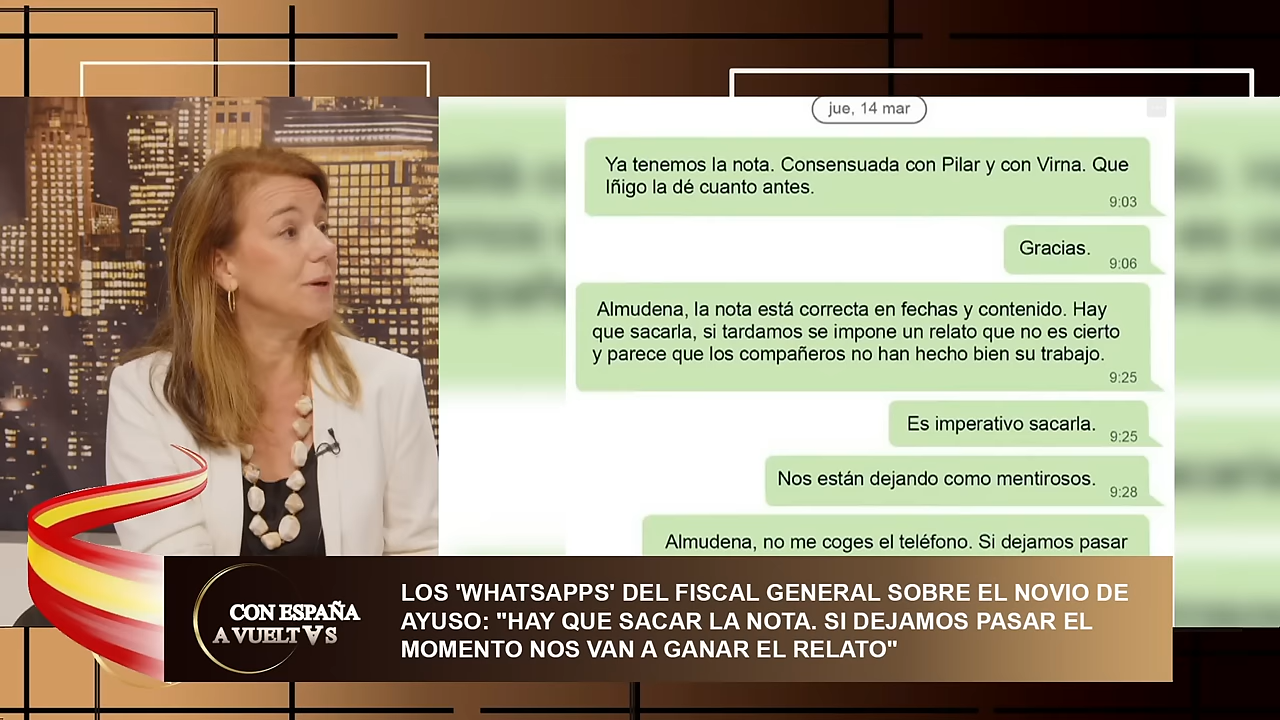 jue, 14 mar
Ya tenemos la nota. Consensuada con Pilar y con Virna. Que
Iñigo la dé cuanto antes.
9:03
Gracias.
9:06
Almudena, la nota está correcta en fechas y contenido. Hay
que sacarla, si tardamos se impone un relato que no es cierto
y parece que los compañeros no han hecho bien su trabajo.
9:25
Es imperativo sacarla.
9:25
Nos están dejando como mentirosos.
9:28
Almudena, no me coges el teléfono. Si dejamos pasar
CON ESPAÑA
A VUELTAS
LOS 'WHATSAPPS' DEL FISCAL GENERAL SOBRE EL NOVIO DE
AYUSO: "HAY QUE SACAR LA NOTA. SI DEJAMOS PASAR EL
MOMENTO NOS VAN A GANAR EL RELATO"